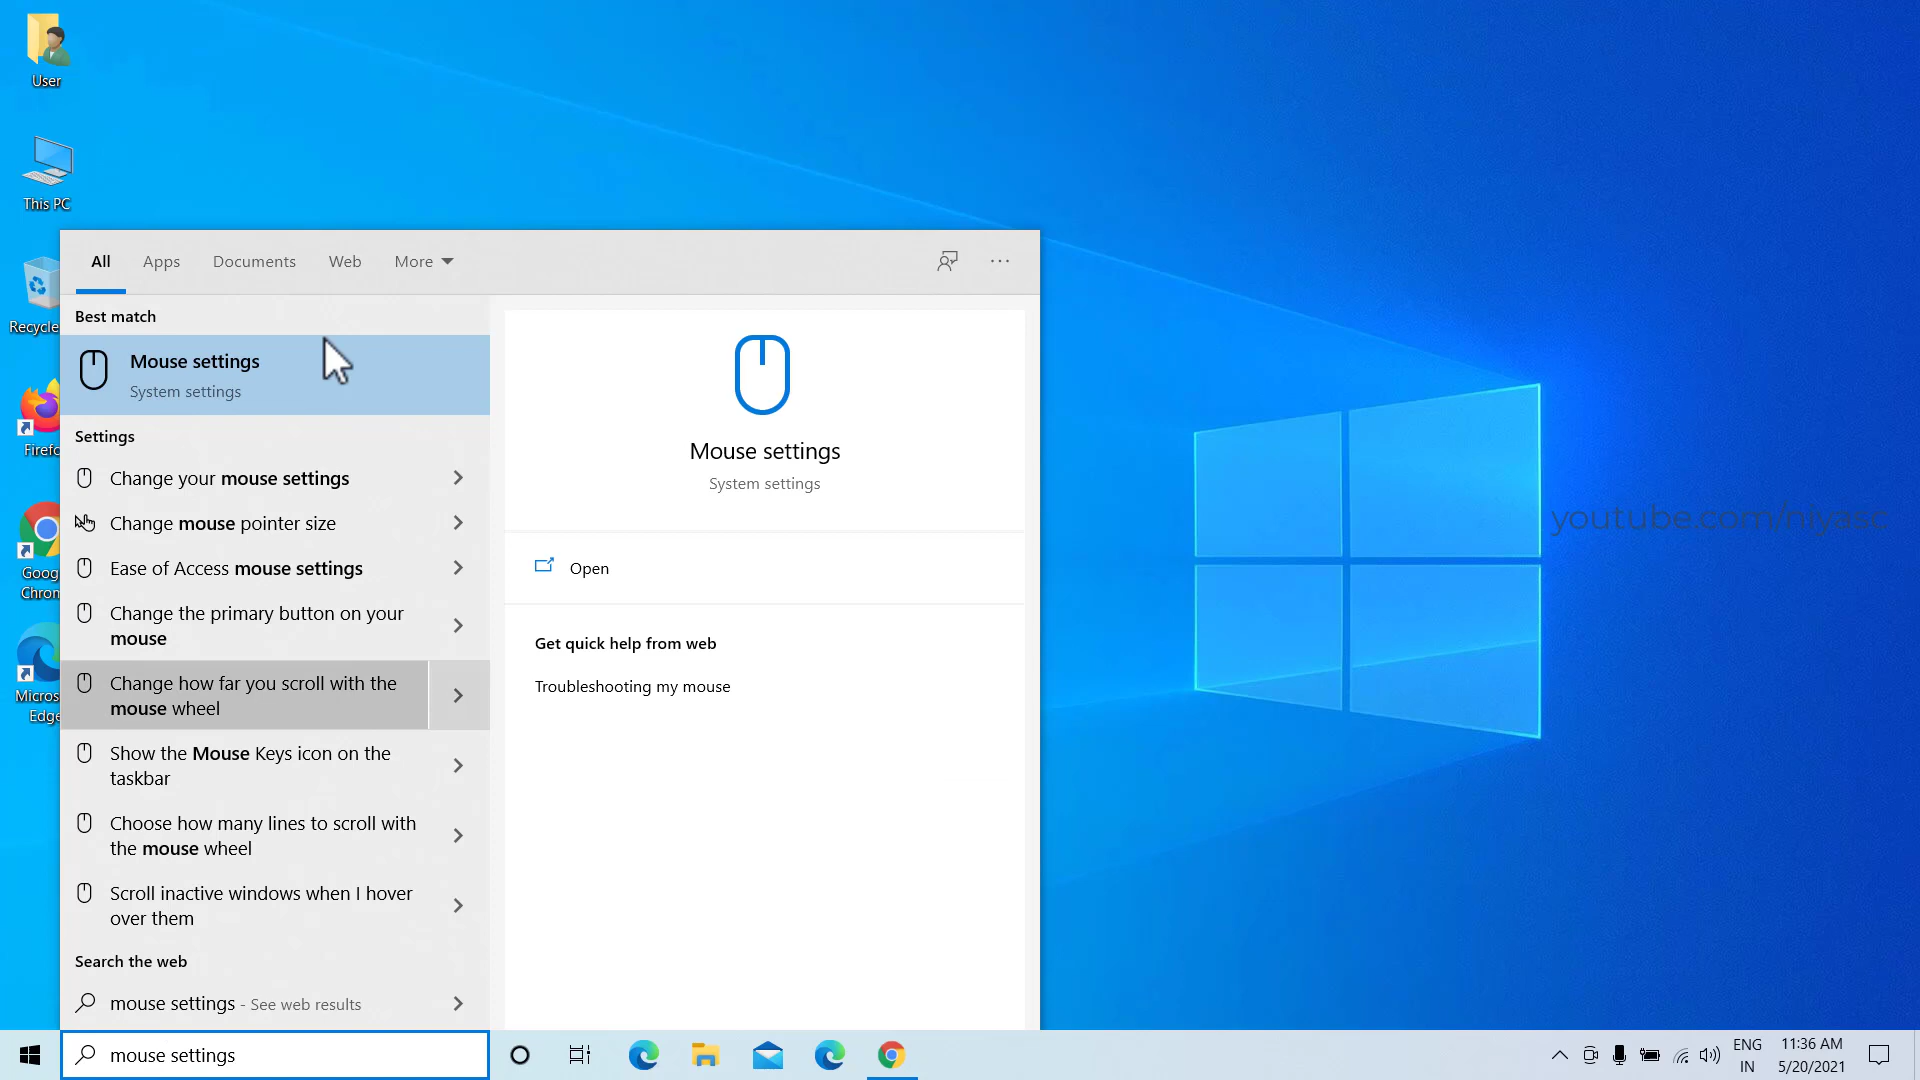 User
This PC
Recycle
Firefo
Goog
Chrom
Micros
Edge
All Apps Documents Web More
Best match
Mouse settings
System settings
Settings
Change your mouse settings
Change mouse pointer size
Ease of Access mouse settings
Change the primary button on your
mouse
Change how far you scroll with the
mouse wheel
Show the Mouse Keys icon on the
taskbar
Choose how many lines to scroll with
the mouse wheel
Scroll inactive windows when I hover
over them
Search the web
mouse settings - See web results
mouse settings
Mouse settings
System settings
Open
Get quick help from web
Troubleshooting my mouse
youtube.com/niyasc
ENG
IN
11:36 AM
5/20/2021